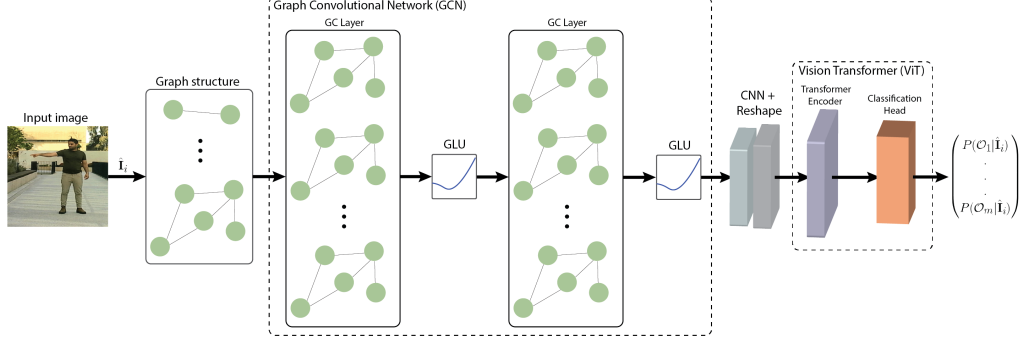 Graph Convolutional Network (GCN)
GC Layer
GC Layer
Vision Transformer (ViT)
Graph structure
Transformer
Encoder
Classification
Head
CNN +
Reshape
Input image
GLU
GLU
Î_i
P(O_1|Î_i)
.
.
P(O_m|Î_i)